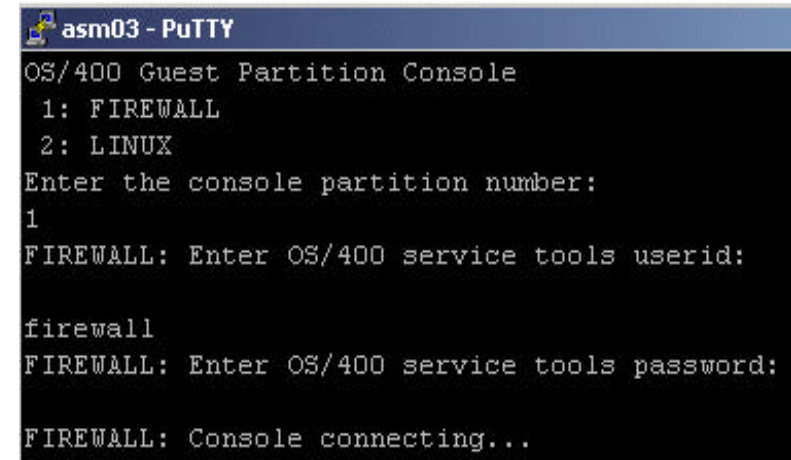 asm03 - PuTTY
OS/400 Guest Partition Console
1: FIREWALL
2: LINUX
Enter the console partition number:
1
FIREWALL: Enter OS/400 service tools userid:
firewall
FIREWALL: Enter OS/400 service tools password:
FIREWALL: Console connecting...